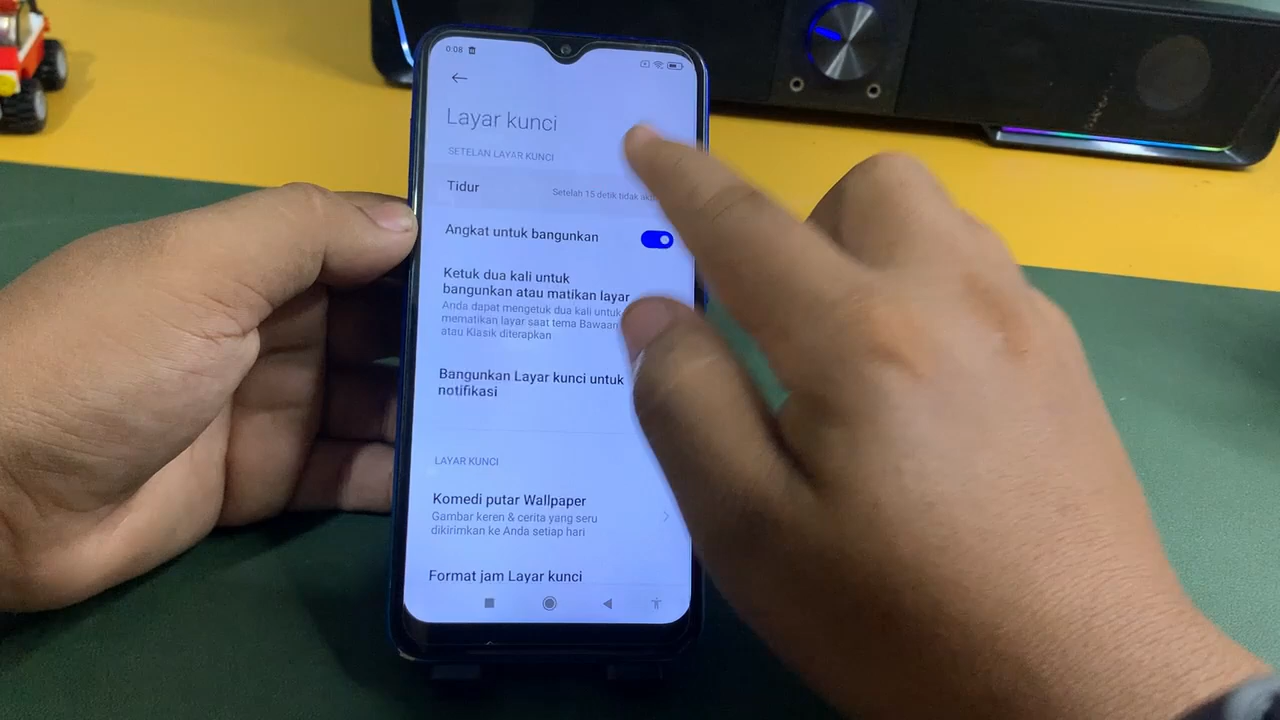 0:08
Layar kunci
SETELAN LAYAR KUNCI
Tidur
Setelah 15 detik tidak
Angkat untuk bangunkan
Ketuk dua kali untuk
bangunkan atau matikan layar
Anda dapat mengetuk dua kali untuk
mematikan layar saat tema Bawaan
atau Klasik diterapkan
Bangunkan Layar kunci untuk
notifikasi
LAYAR KUNCI
Komedi putar Wallpaper
Gambar keren & cerita yang seru
dikirimkan ke Anda setiap hari
Format jam Layar kunci